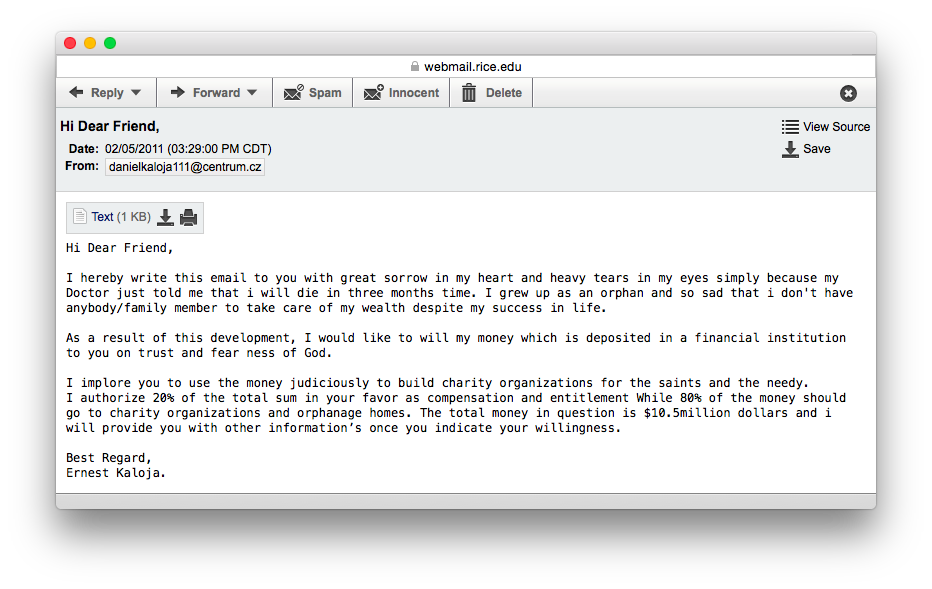 webmail.rice.edu
Reply
Forward
Spam
Innocent
Delete
Hi Dear Friend,
View Source
Date: 02/05/2011 (03:29:00 PM CDT)
Save
From: danielkaloja111@centrum.cz
Text (1 KB)
Hi Dear Friend,
I hereby write this email to you with great sorrow in my heart and heavy tears in my eyes simply because my
Doctor just told me that i will die in three months time. I grew up as an orphan and so sad that i don't have
anybody/family member to take care of my wealth despite my success in life.
As a result of this development, I would like to will my money which is deposited in a financial institution
to you on trust and fear ness of God.
I implore you to use the money judiciously to build charity organizations for the saints and the needy.
I authorize 20% of the total sum in your favor as compensation and entitlement While 80% of the money should
go to charity organizations and orphanage homes. The total money in question is $10.5million dollars and i
will provide you with other information’s once you indicate your willingness.
Best Regard,
Ernest Kaloja.